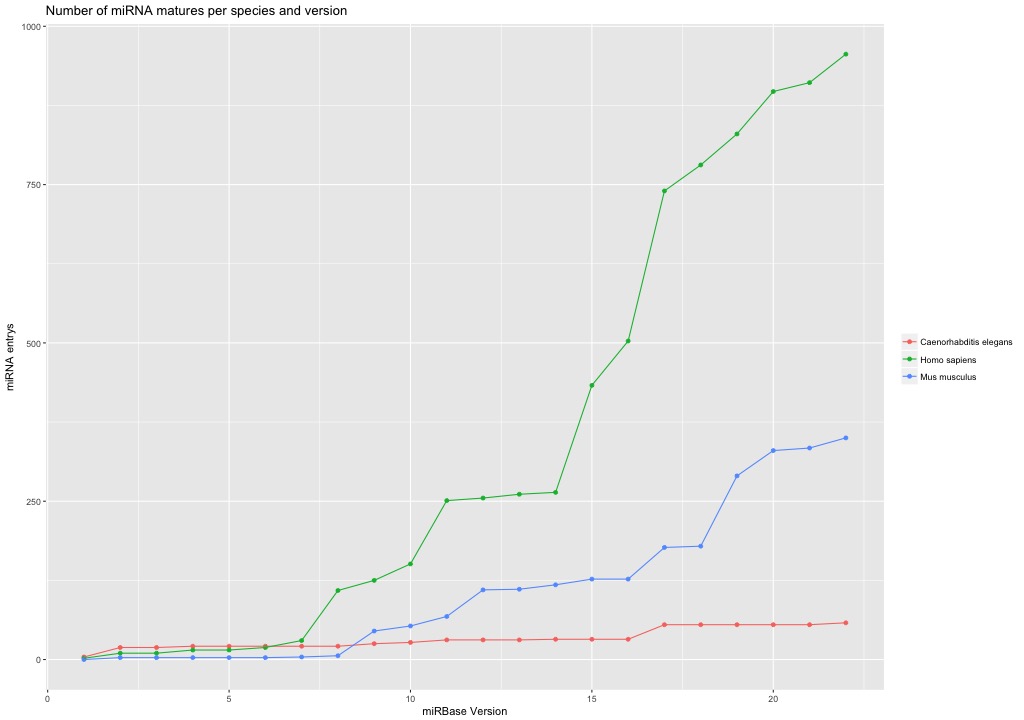 Number of miRNA matures per species and version
1000
750
500
250
0
miRNA entrys
0 5 10 15 20
miRBase Version
Caenorhabditis elegans
Homo sapiens
Mus musculus